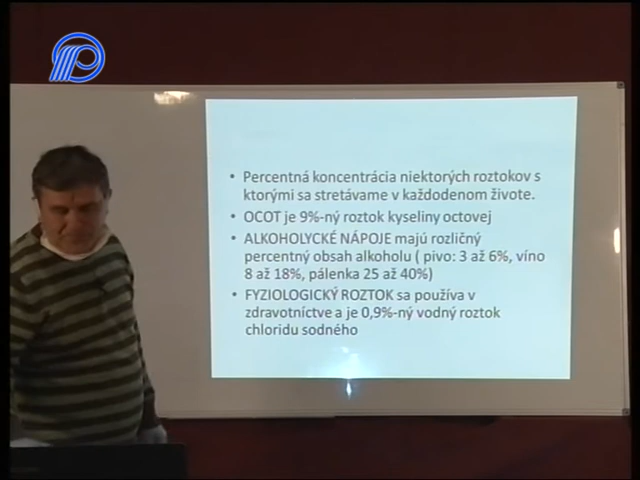 • Percentná koncentrácia niektorých roztokov s
ktorými sa stretávame v každodenom živote.
• OCOT je 9%-ný roztok kyseliny octovej
• ALKOHOLYCKÉ NÁPOJE majú rozličný
percentný obsah alkoholu ( pivo: 3 až 6%, víno
8 až 18%, pálenka 25 až 40%)
• FYZIOLOGICKÝ ROZTOK sa používa v
zdravotníctve a je 0,9%-ný vodný roztok
chloridu sodného